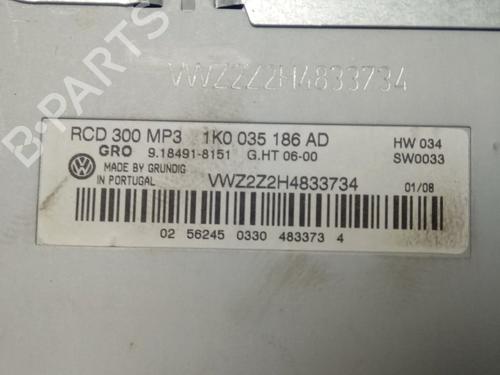 VWZ2Z2H4833734
RCD 300 MP3 1K0 035 186 AD HW 034
GRO 9.18491-8151 G.HT 06-00 SW0033
MADE BY GRUNDIG
IN PORTUGAL VWZ2Z2H4833734 01/08
02 56245 0330 483373 4
B-PARTS